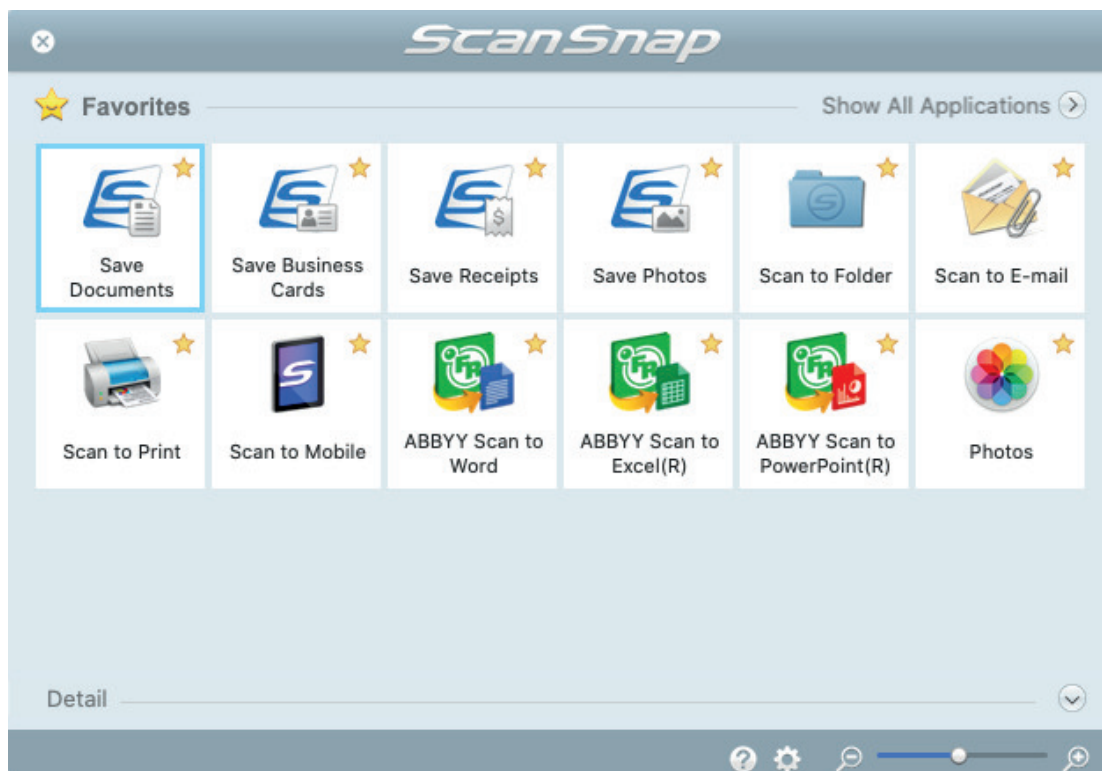 ScanSnap
Favorites
Show All Applications
Save
Documents
Save Business
Cards
Save Receipts
Save Photos
Scan to Folder
Scan to E-mail
Scan to Print
Scan to Mobile
ABBYY Scan to
Word
ABBYY Scan to
Excel(R)
ABBYY Scan to
PowerPoint(R)
Photos
Detail